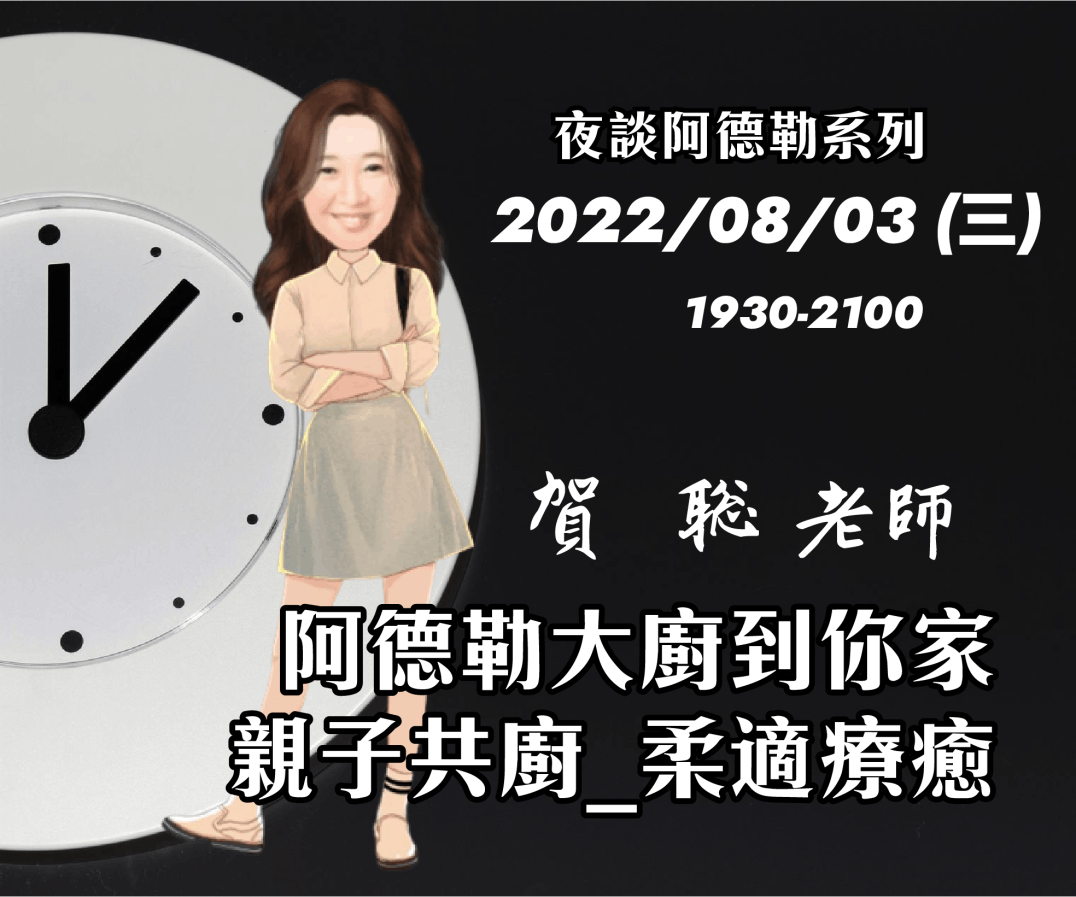 夜談阿德勒系列
2022/08/03 (三)
1930-2100
賀 聡 老師
阿德勒大廚到你家
親子共廚_柔適療癒